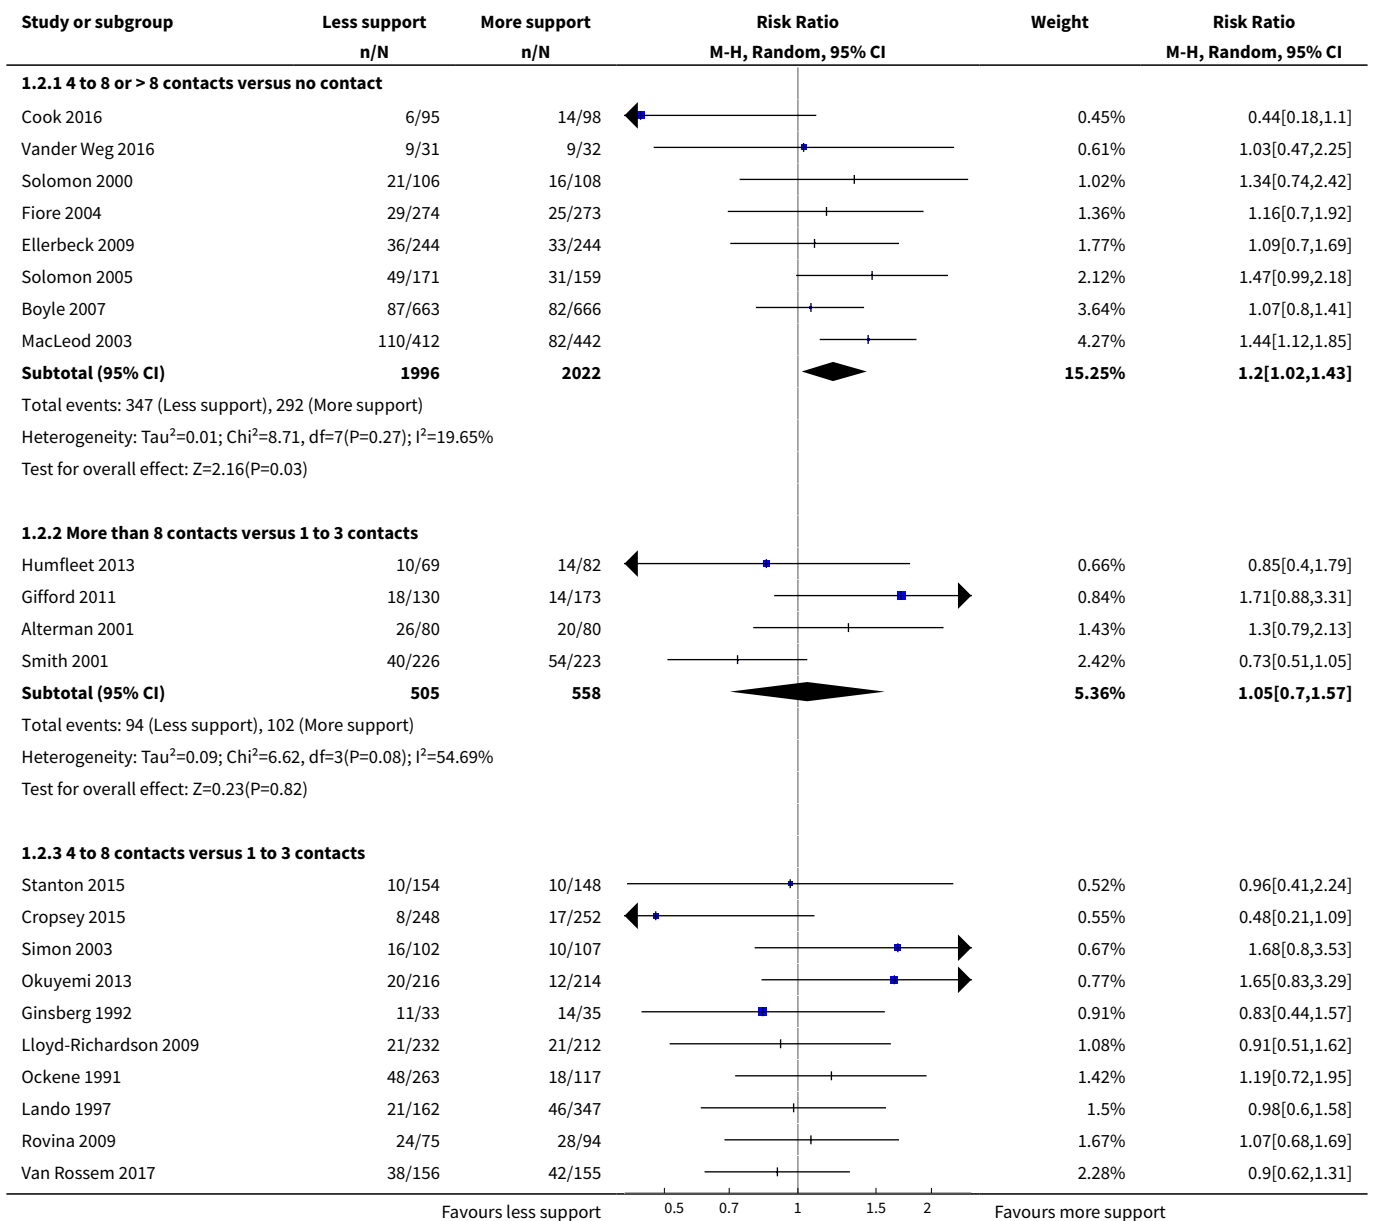 Study or subgroup Less support More support Risk Ratio Weight Risk Ratio
n/N n/N M-H, Random, 95% CI M-H, Random, 95% CI
1.2.1 4 to 8 or > 8 contacts versus no contact
Cook 2016 6/95 14/98 0.45% 0.44[0.18,1.1]
Vander Weg 2016 9/31 9/32 0.61% 1.03[0.47,2.25]
Solomon 2000 21/106 16/108 1.02% 1.34[0.74,2.42]
Fiore 2004 29/274 25/273 1.36% 1.16[0.7,1.92]
Ellerbeck 2009 36/244 33/244 1.77% 1.09[0.7,1.69]
Solomon 2005 49/171 31/159 2.12% 1.47[0.99,2.18]
Boyle 2007 87/663 82/666 3.64% 1.07[0.8,1.41]
MacLeod 2003 110/412 82/442 4.27% 1.44[1.12,1.85]
Subtotal (95% CI) 1996 2022 15.25% 1.2[1.02,1.43]
Total events: 347 (Less support), 292 (More support)
Heterogeneity: Tau²=0.01; Chi²=8.71, df=7(P=0.27); I²=19.65%
Test for overall effect: Z=2.16(P=0.03)
1.2.2 More than 8 contacts versus 1 to 3 contacts
Humfleet 2013 10/69 14/82 0.66% 0.85[0.4,1.79]
Gifford 2011 18/130 14/173 0.84% 1.71[0.88,3.31]
Alterman 2001 26/80 20/80 1.43% 1.3[0.79,2.13]
Smith 2001 40/226 54/223 2.42% 0.73[0.51,1.05]
Subtotal (95% CI) 505 558 5.36% 1.05[0.7,1.57]
Total events: 94 (Less support), 102 (More support)
Heterogeneity: Tau²=0.09; Chi²=6.62, df=3(P=0.08); I²=54.69%
Test for overall effect: Z=0.23(P=0.82)
1.2.3 4 to 8 contacts versus 1 to 3 contacts
Stanton 2015 10/154 10/148 0.52% 0.96[0.41,2.24]
Cropsey 2015 8/248 17/252 0.55% 0.48[0.21,1.09]
Simon 2003 16/102 10/107 0.67% 1.68[0.8,3.53]
Okuyemi 2013 20/216 12/214 0.77% 1.65[0.83,3.29]
Ginsberg 1992 11/33 14/35 0.91% 0.83[0.44,1.57]
Lloyd-Richardson 2009 21/232 21/212 1.08% 0.91[0.51,1.62]
Ockene 1991 48/263 18/117 1.42% 1.19[0.72,1.95]
Lando 1997 21/162 46/347 1.5% 0.98[0.6,1.58]
Rovina 2009 24/75 28/94 1.67% 1.07[0.68,1.69]
Van Rossem 2017 38/156 42/155 2.28% 0.9[0.62,1.31]
Favours less support 0.5 0.7 1 1.5 2 Favours more support